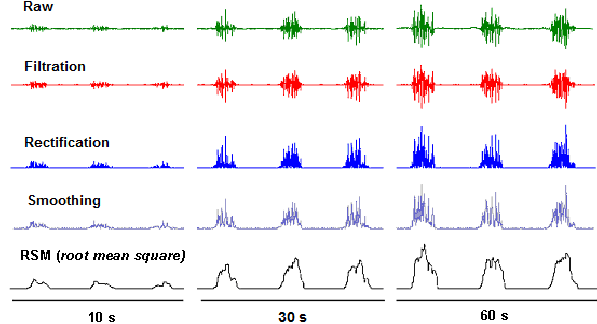 Raw
Filtration
Rectification
Smoothing
RSM (root mean square)
10 s 30 s 60 s